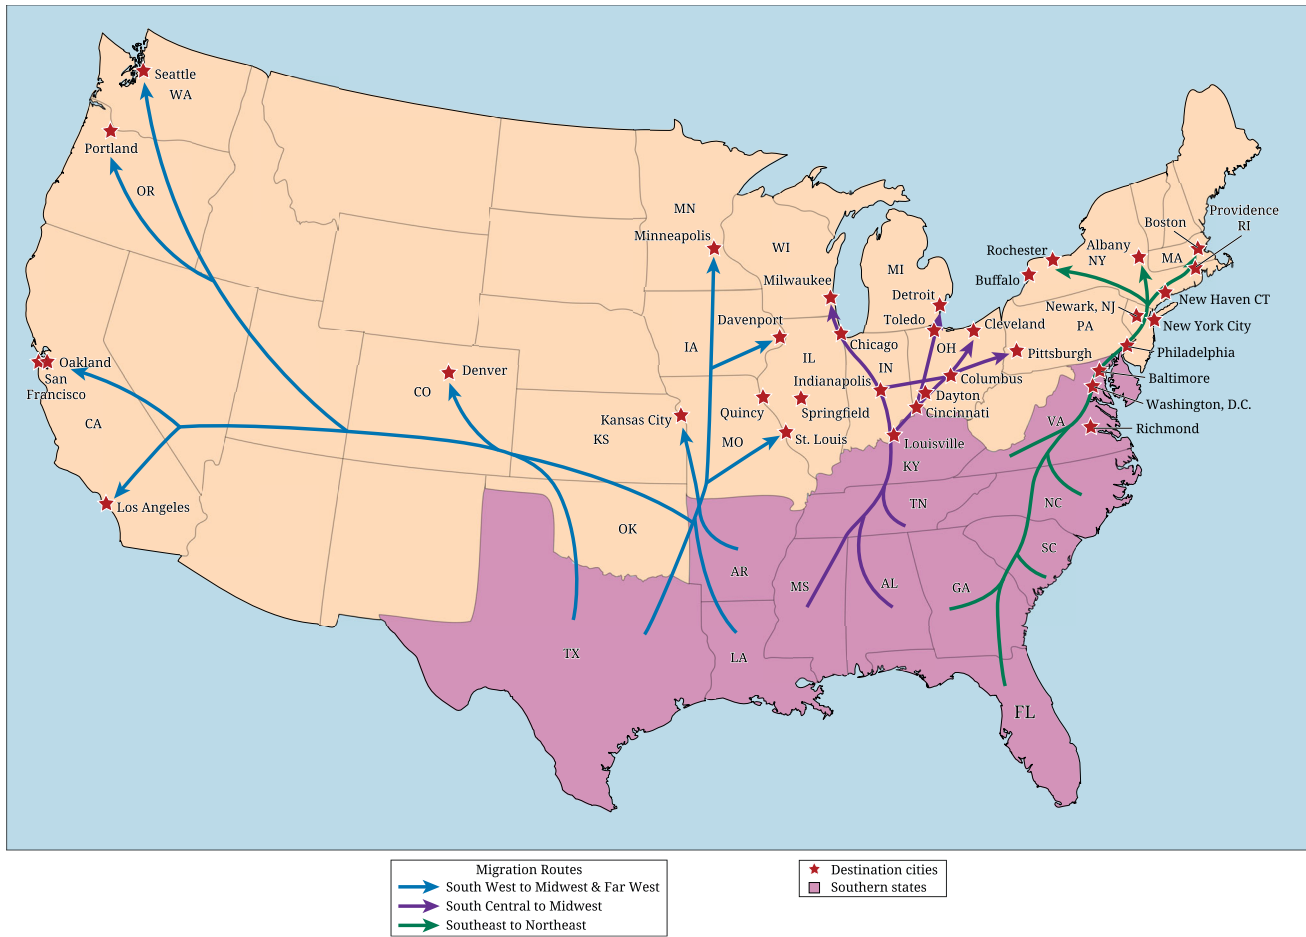 Seattle
WA
Portland
OR
MN
Minneapolis
WI
MI
Milwaukee
Detroit
Toledo
Davenport
Chicago
IA
IL
IN
OH
Cleveland
Pittsburgh
Indianapolis
Columbus
Dayton
Cincinnati
Louisville
Rochester
Buffalo
Albany
NY
Boston
Providence
RI
MA
New Haven CT
Newark, NJ
PA
New York City
Philadelphia
Baltimore
Washington, D.C.
Richmond
VA
Oakland
San
Francisco
CA
Los Angeles
Denver
CO
Kansas City
KS
Quincy
Springfield
MO
St. Louis
KY
TN
NC
SC
OK
AR
MS
AL
GA
TX
LA
FL
Migration Routes
South West to Midwest & Far West
South Central to Midwest
Southeast to Northeast
Destination cities
Southern states